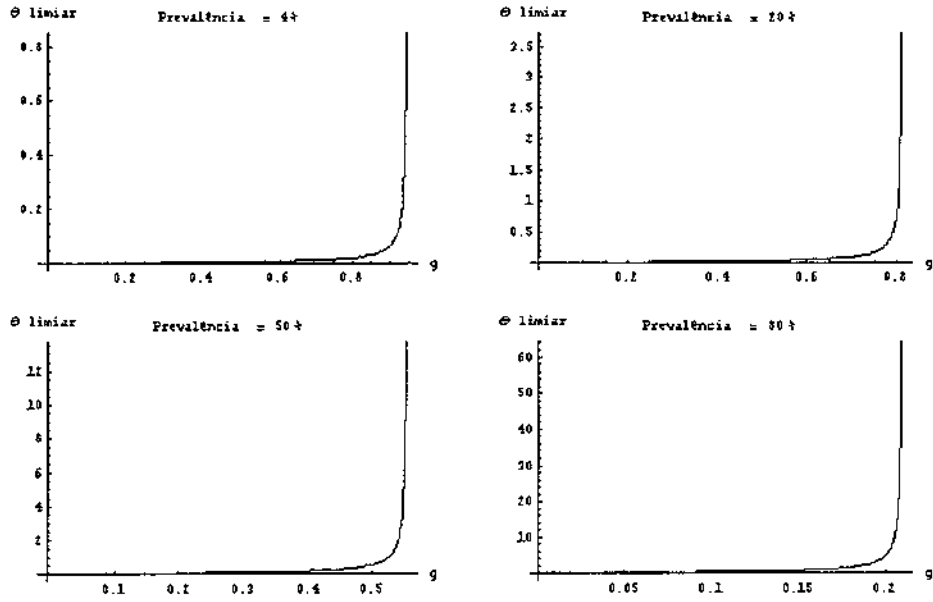 Θ limiar Prevalência = 4%
0.8
0.6
0.4
0.2
0.2 0.4 0.6 0.8 g
Θ limiar Prevalência = 20%
3.5
3
2.5
2
1.5
1
0.5
0.2 0.4 0.6 0.8 g
Θ limiar Prevalência = 50%
12
10
8
6
4
2
0.1 0.2 0.3 0.4 0.5 g
Θ limiar Prevalência = 80%
60
50
40
30
20
10
0.05 0.1 0.15 0.2 g